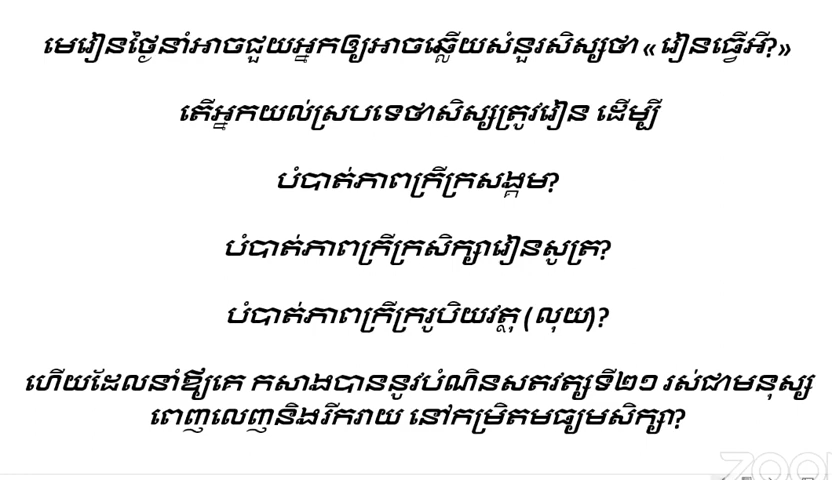 មេរៀនថ្ងៃនាំអាចជួយអ្នកឲ្យអាចឆ្លើយសំនួរសិស្សថា « រៀនធ្វើអី?»
តើអ្នកយល់ស្របទេថាសិស្សត្រូវរៀន ដើម្បី
បំបាត់ភាពក្រីក្រសង្គម?
បំបាត់ភាពក្រីក្រសិក្សារៀនសូត្រ?
បំបាត់ភាពក្រីក្ររូបិយវត្ថុ (លុយ)?
ហើយដែលនាំឪ្យគេ កសាងបាននូវបំណិនសតវត្សទី២១ រស់ជាមនុស្ស
ពេញលេញនិងរីករាយ នៅកម្រិតមធ្យមសិក្សា?
zoom